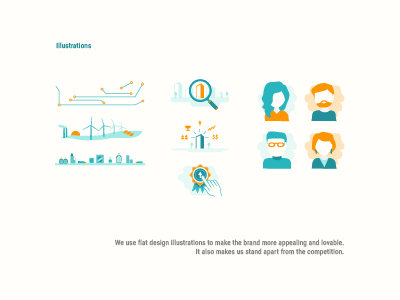 Illustrations
We use flat design illustrations to make the brand more appealing and lovable.
It also makes us stand apart from the competition.